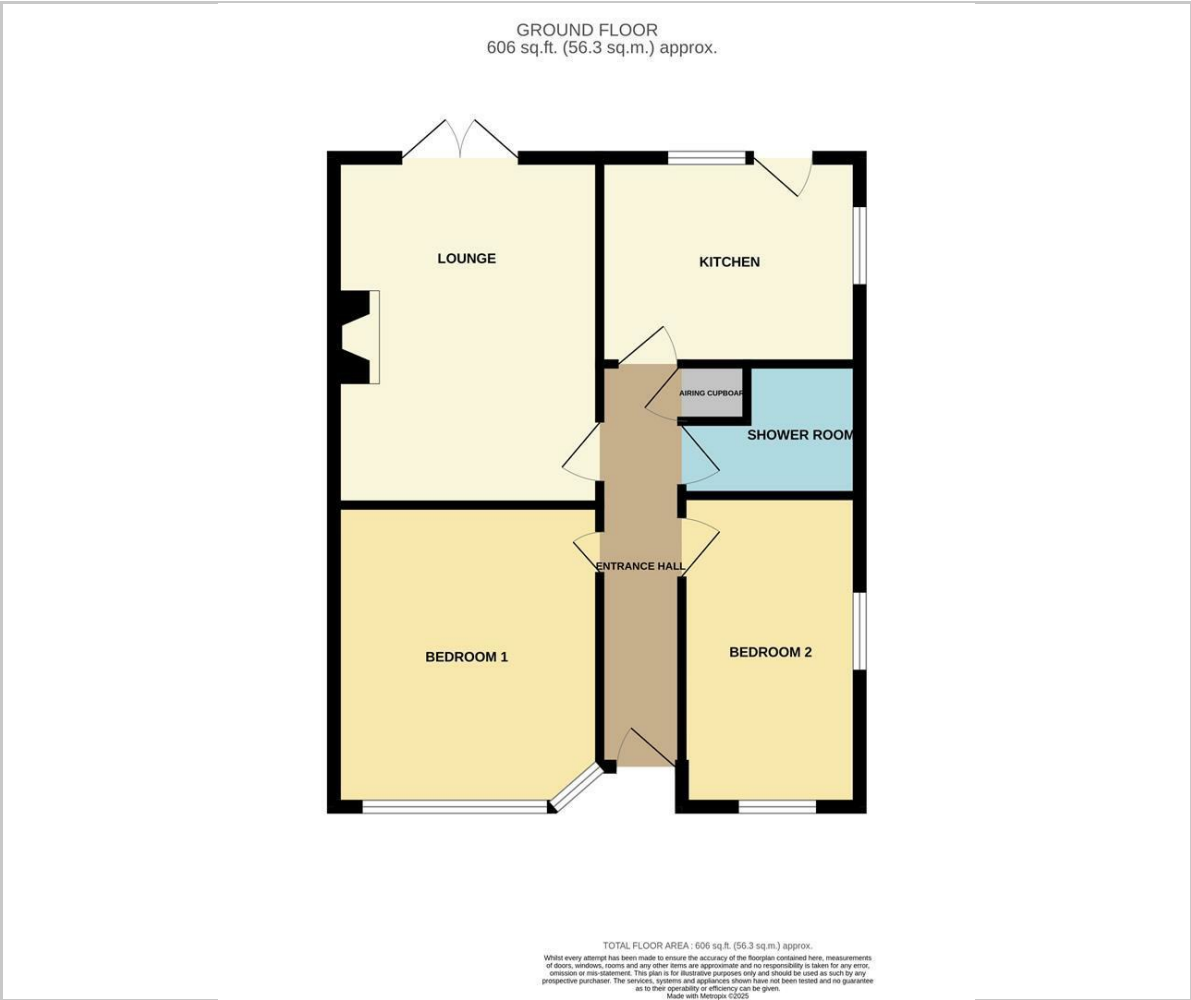 GROUND FLOOR
606 sq.ft. (56.3 sq.m.) approx.
LOUNGE
KITCHEN
AIRING CUPBOAR
SHOWER ROOM
ENTRANCE HALL
BEDROOM 1
BEDROOM 2
TOTAL FLOOR AREA : 606 sq.ft. (56.3 sq.m.) approx.
Whilst every attempt has been made to ensure the accuracy of the floorplan contained here, measurements
of doors, windows, rooms and any other items are approximate and no responsibility is taken for any error,
omission or mis-statement. This plan is for illustrative purposes only and should be used as such by any
prospective purchaser. The services, systems and appliances shown have not been tested and no guarantee
as to their operability or efficiency can be given.
Made with Metropix ©2025